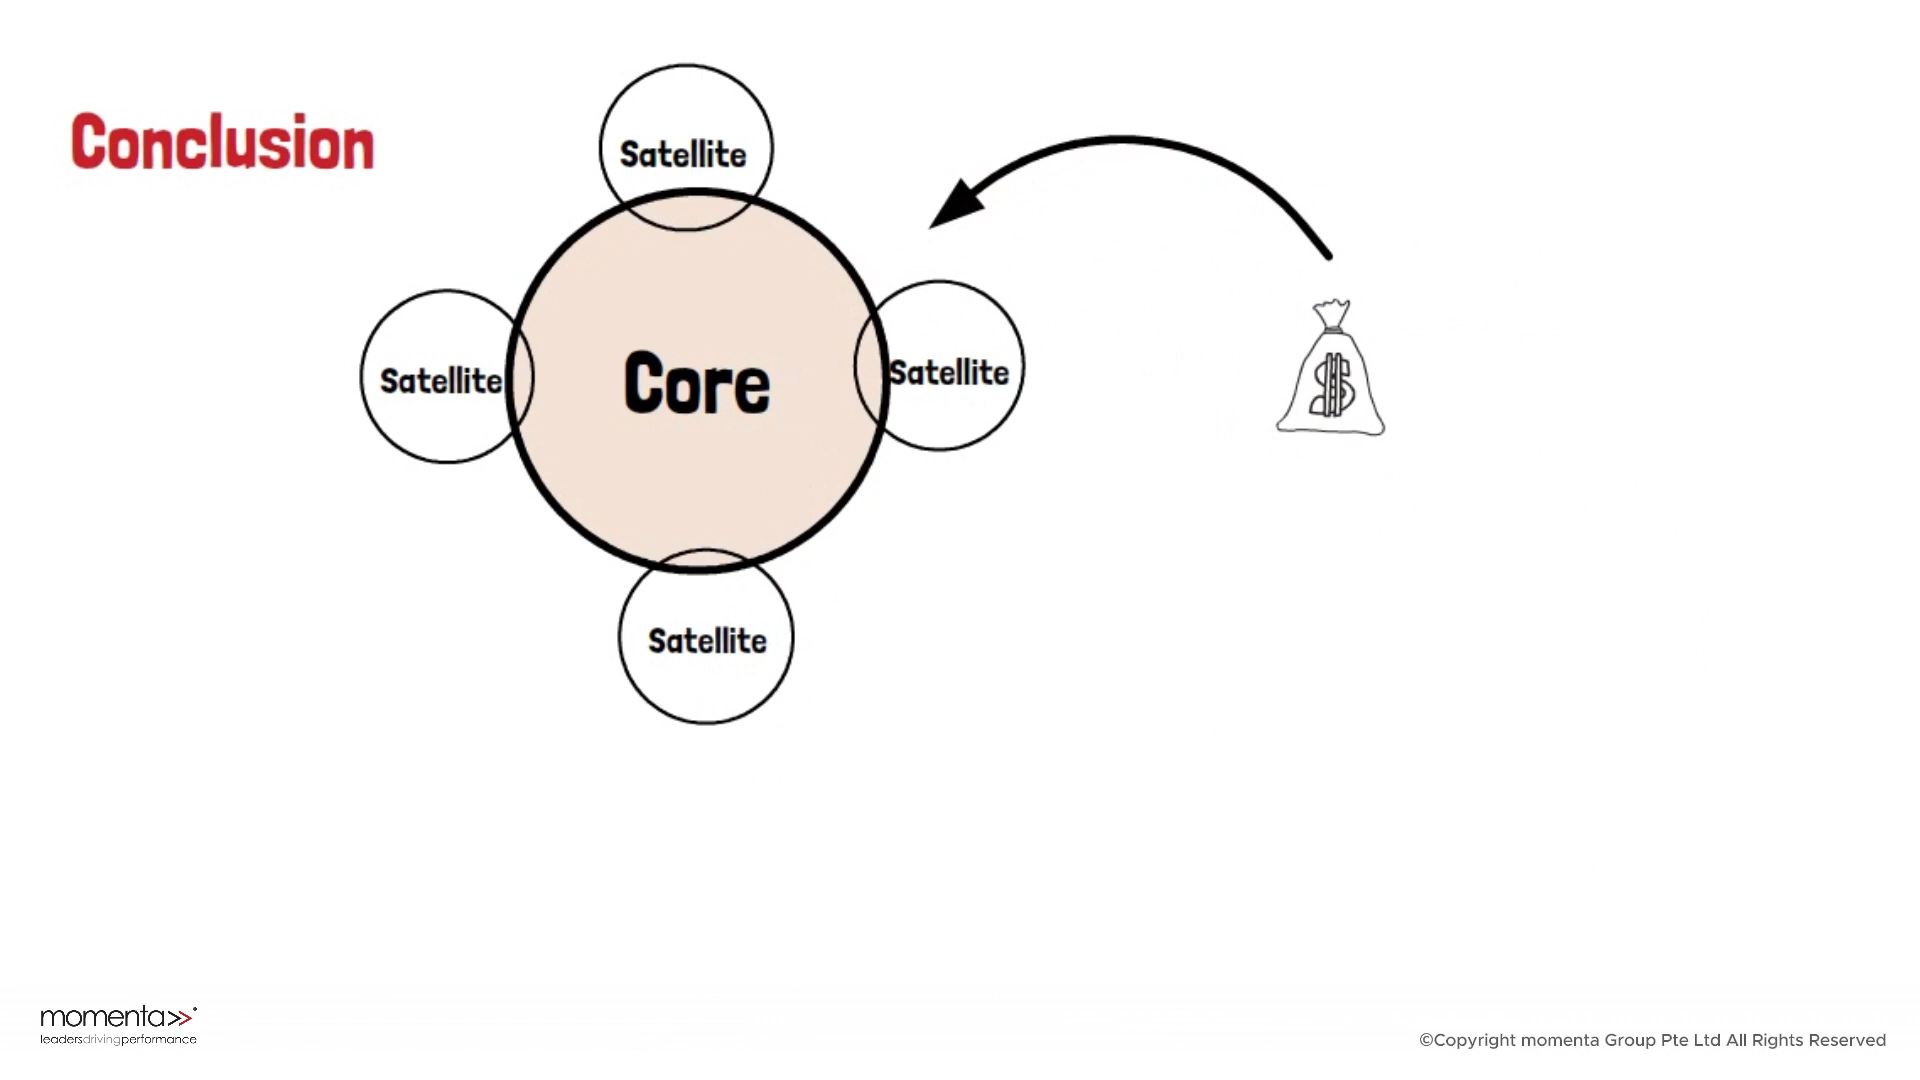 Conclusion
Satellite
Satellite
Core
Satellite
Satellite
$
momenta>>
leadersdrivingperformance
©Copyright momenta Group Pte Ltd All Rights Reserved